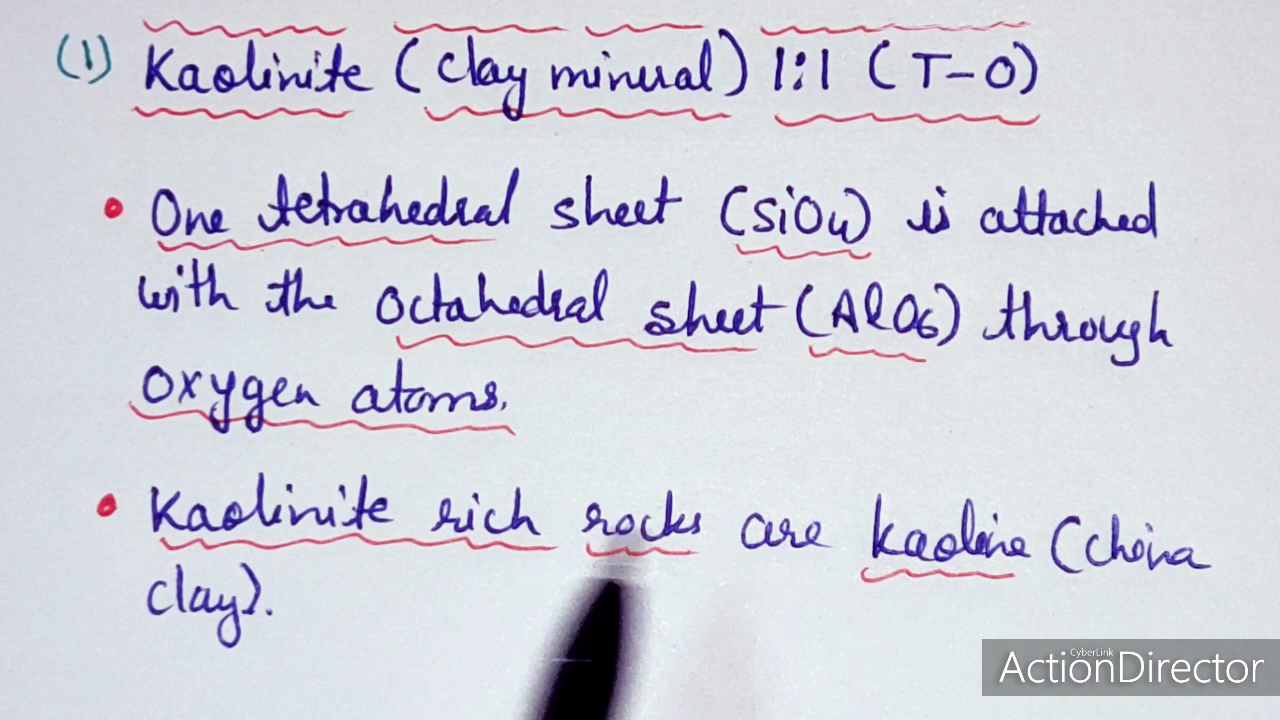 (1) Kaolinite (clay mineral) 1:1 (T-O)
• One tetrahedral sheet (SiO4) is attached
with the octahedral sheet (AlO6) through
oxygen atoms.
• Kaolinite rich rocks are kaoline (china
clay).
CyberLink
ActionDirector